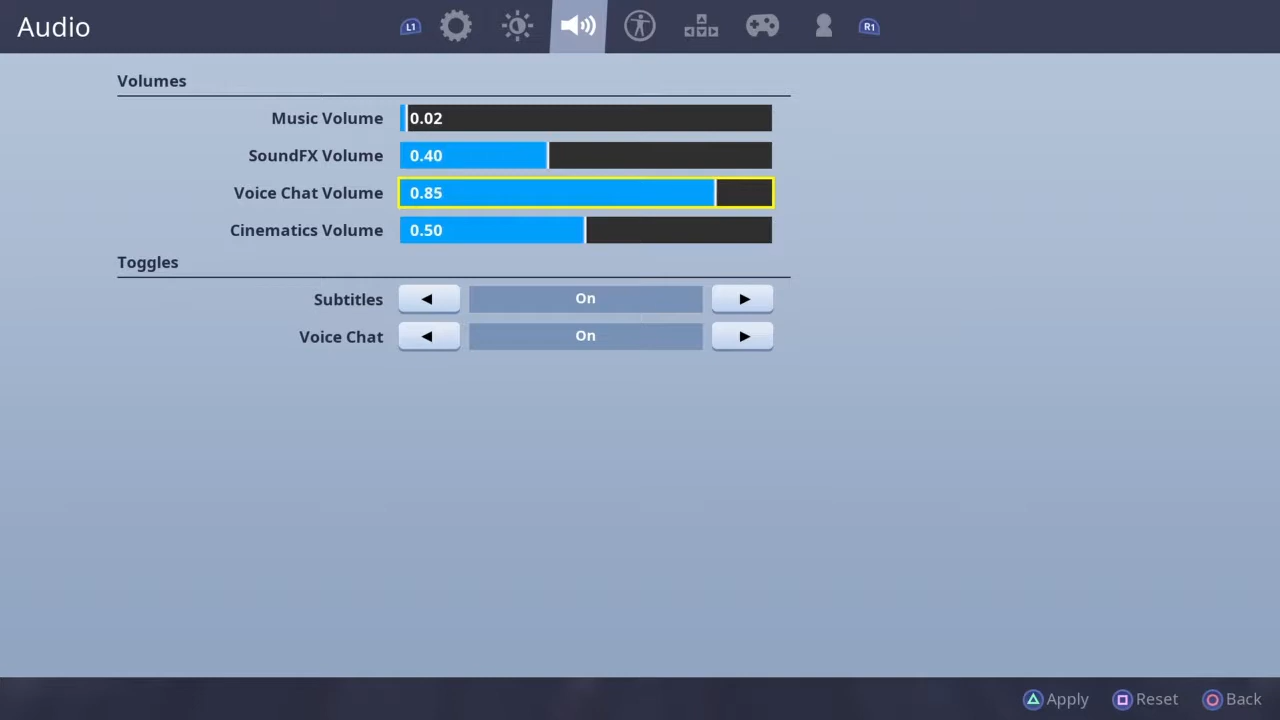 Audio L1 R1
Volumes
Music Volume 0.02
SoundFX Volume 0.40
Voice Chat Volume 0.85
Cinematics Volume 0.50
Toggles
Subtitles On
Voice Chat On
Apply Reset Back